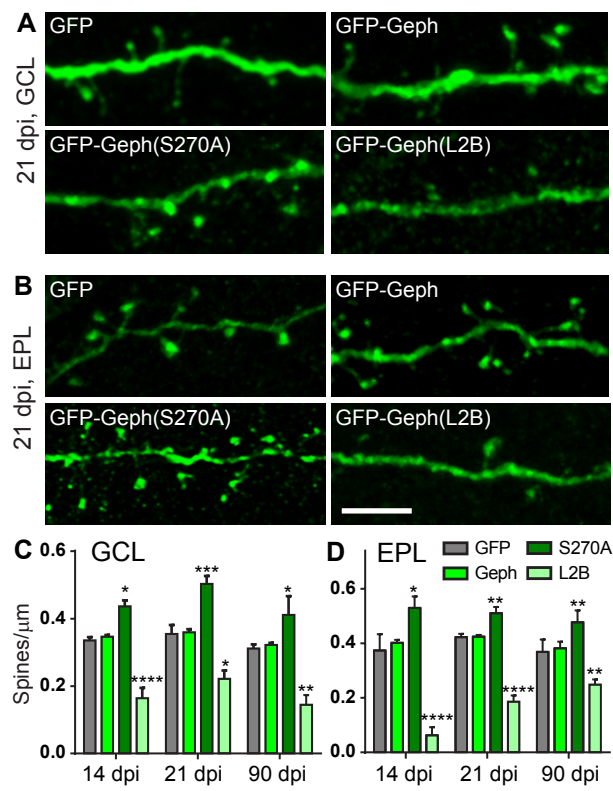 A
GFP
GFP-Geph
21 dpi, GCL
GFP-Geph(S270A)
GFP-Geph(L2B)
B
GFP
GFP-Geph
21 dpi, EPL
GFP-Geph(S270A)
GFP-Geph(L2B)
C GCL
Spines/µm
0.6
0.4
0.2
0.0
* *** *
**** * **
14 dpi 21 dpi 90 dpi
D EPL
GFP S270A
Geph L2B
0.6
0.4
0.2
0.0
* ** **
**** **** **
14 dpi 21 dpi 90 dpi